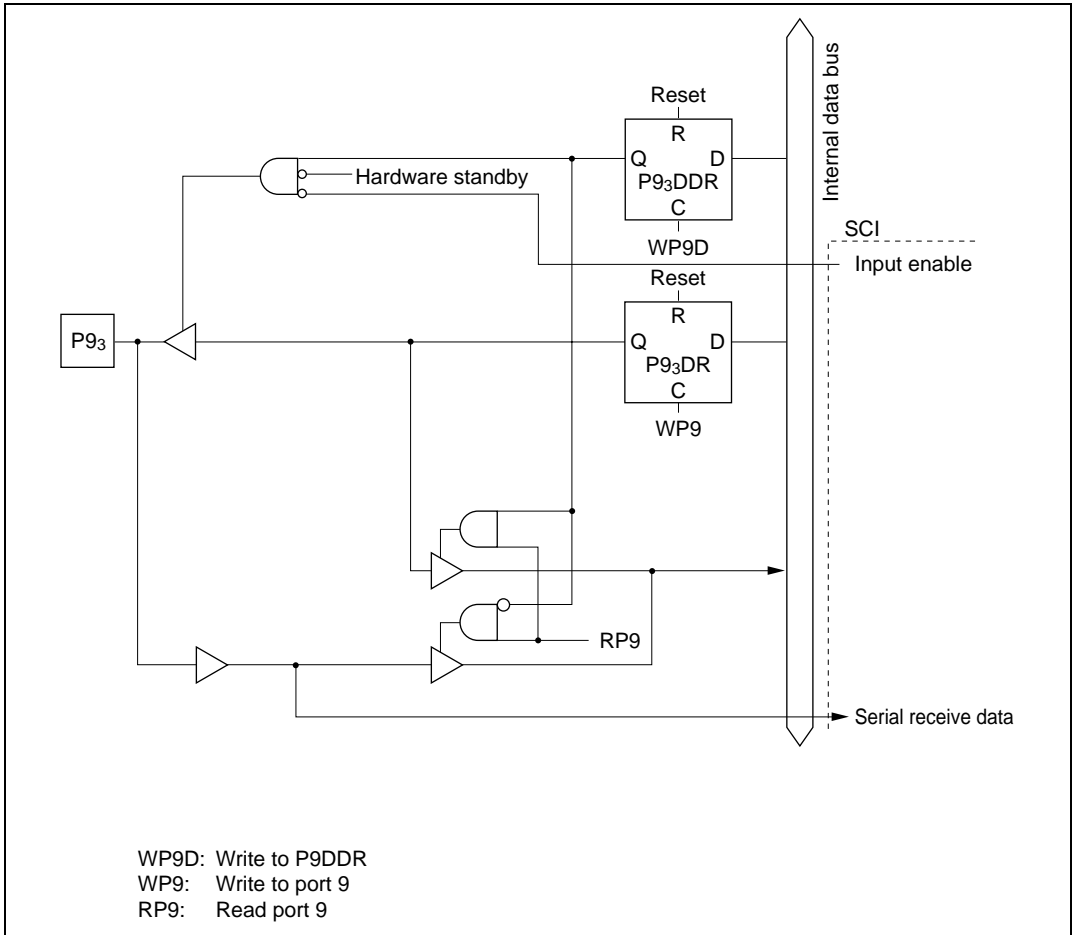 Reset
R
Q D
P9₃DDR
C
WP9D
Hardware standby
Internal data bus
SCI
Input enable
Reset
R
Q D
P9₃DR
C
WP9
P9₃
RP9
Serial receive data
WP9D: Write to P9DDR
WP9: Write to port 9
RP9: Read port 9